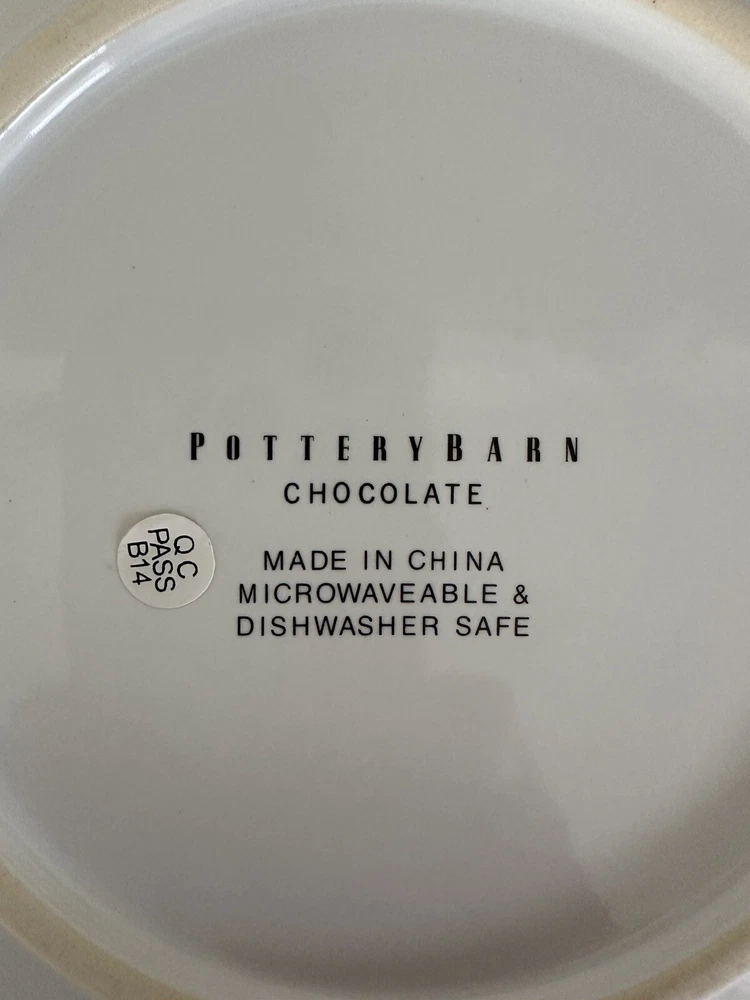 POTTERYBARN
CHOCOLATE
MADE IN CHINA
MICROWAVEABLE &
DISHWASHER SAFE
QC
PASS
B14